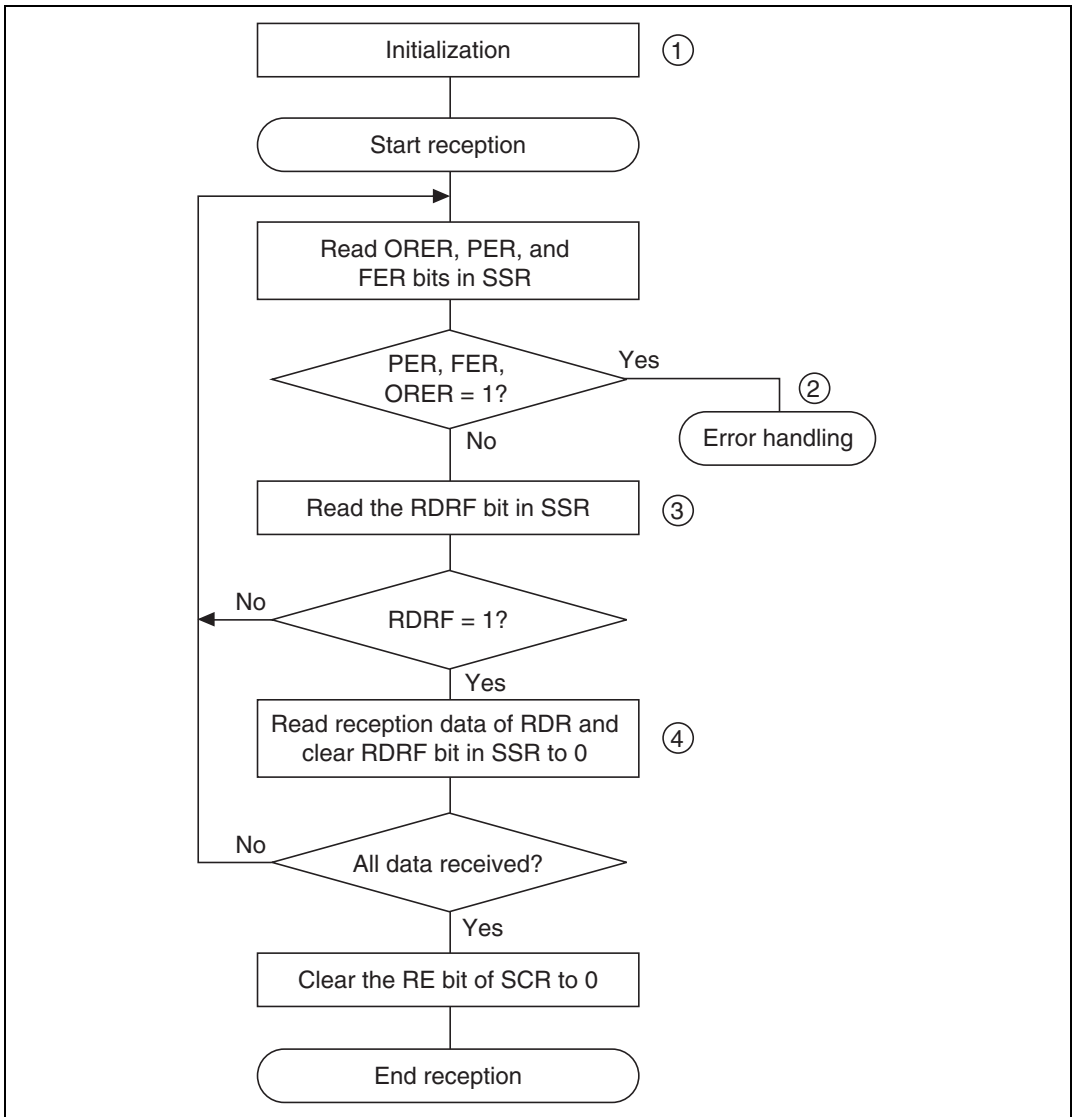 Initialization
①
Start reception
Read ORER, PER, and
FER bits in SSR
PER, FER,
ORER = 1?
Yes
②
Error handling
No
Read the RDRF bit in SSR
③
No
RDRF = 1?
Yes
Read reception data of RDR and
clear RDRF bit in SSR to 0
④
No
All data received?
Yes
Clear the RE bit of SCR to 0
End reception